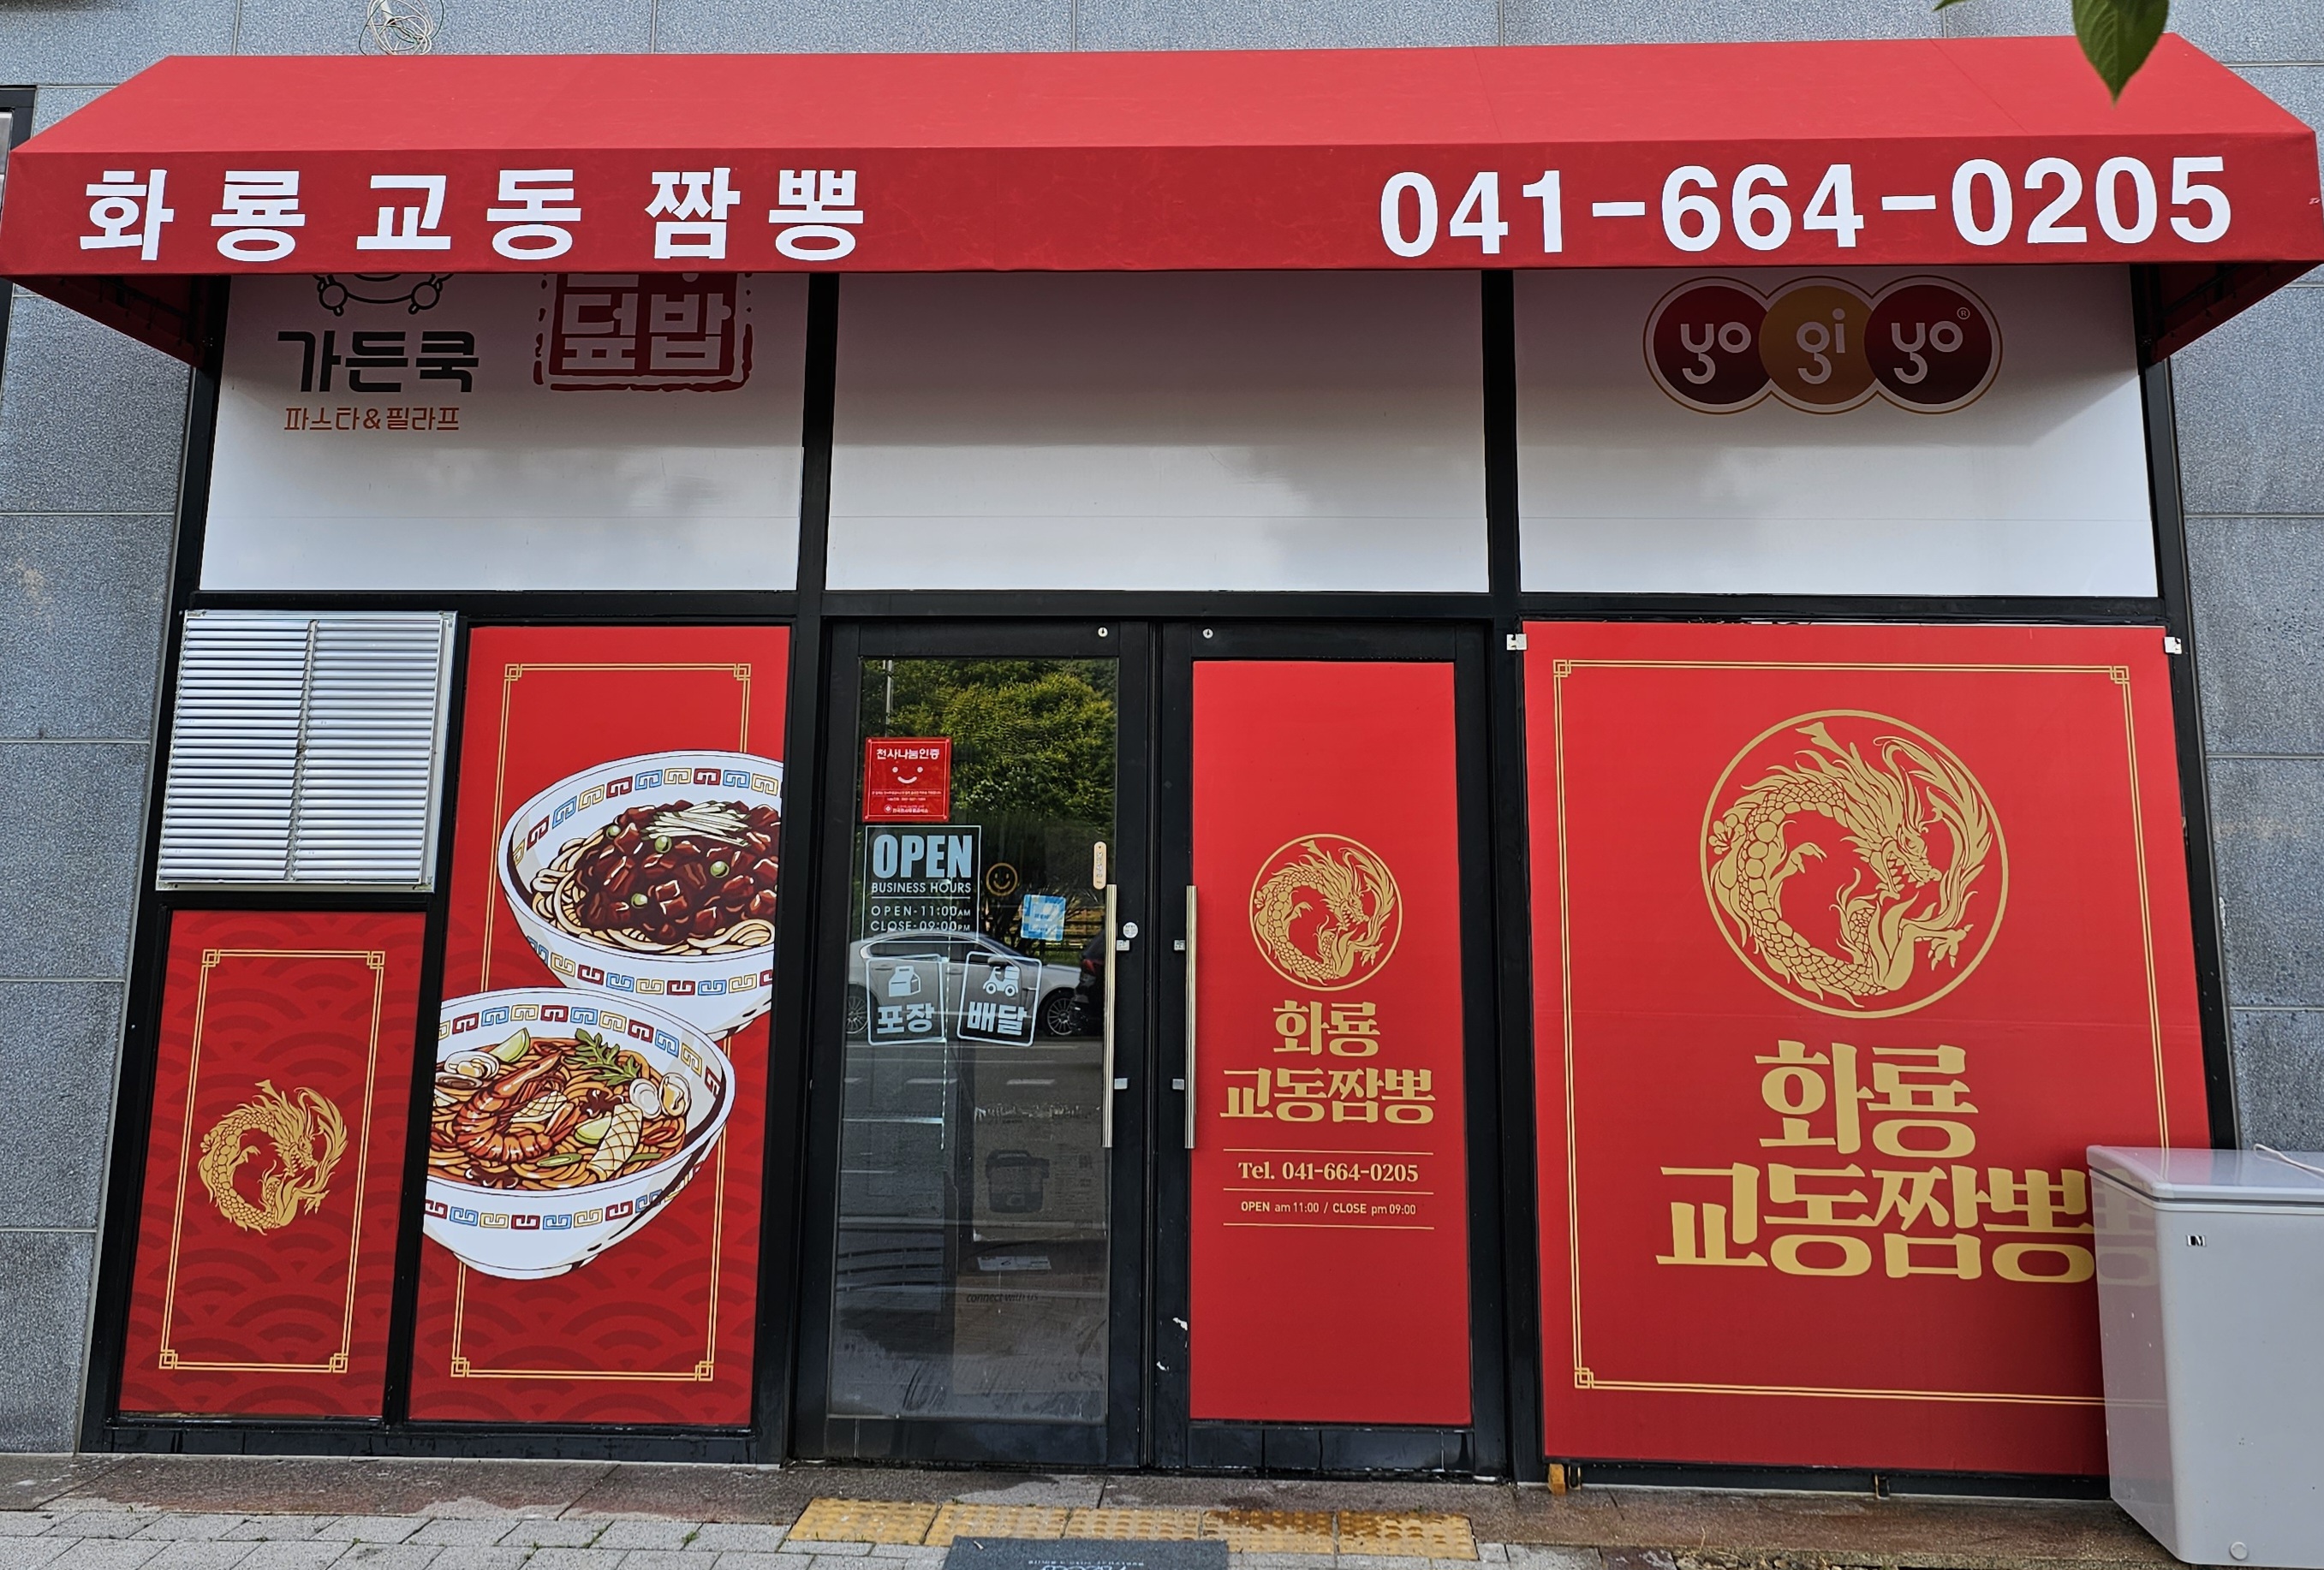 화룡교동짬뽕 041-664-0205
가든쿡
파스타&필라프
덮밥
yo gi yo ®
천사나눔인증
OPEN
BUSINESS HOURS
OPEN-11:00AM
CLOSE-09:00PM
포장 배달
connect with us
화룡
교동짬뽕
Tel. 041-664-0205
OPEN am 11:00 / CLOSE pm 09:00
화룡
교동짬뽕